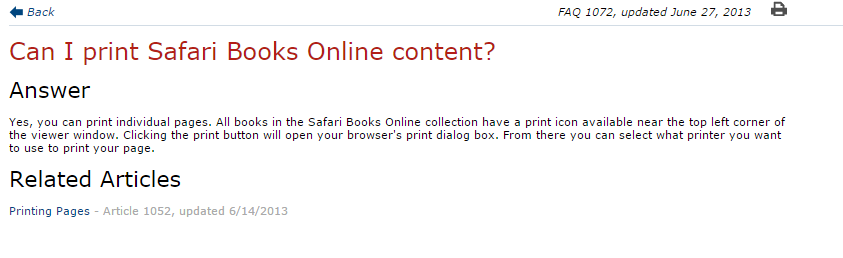 Back FAQ 1072, updated June 27, 2013
Can I print Safari Books Online content?
Answer
Yes, you can print individual pages. All books in the Safari Books Online collection have a print icon available near the top left corner of
the viewer window. Clicking the print button will open your browser's print dialog box. From there you can select what printer you want
to use to print your page.
Related Articles
Printing Pages - Article 1052, updated 6/14/2013